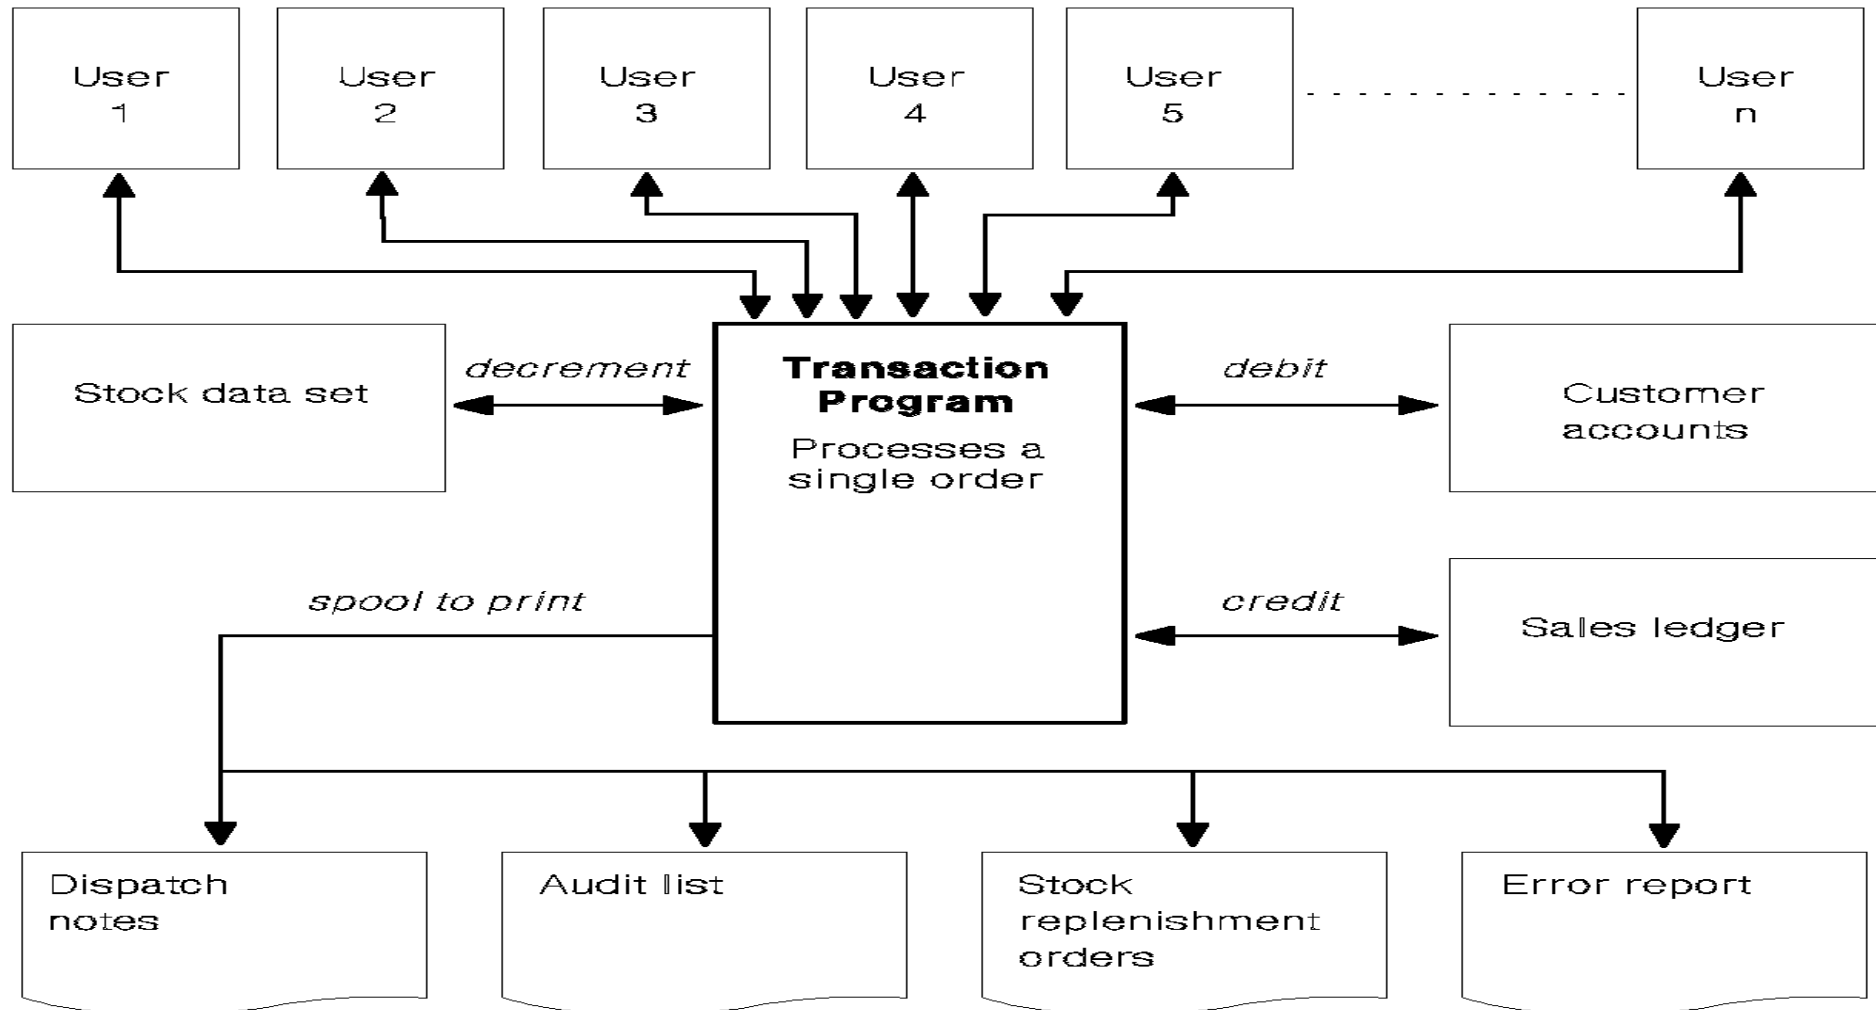 User
1
User
2
User
3
User
4
User
5
User
n
Stock data set
decrement
Transaction
Program
Processes a
single order
debit
Customer
accounts
spool to print
credit
Sales ledger
Dispatch
notes
Audit list
Stock
replenishment
orders
Error report